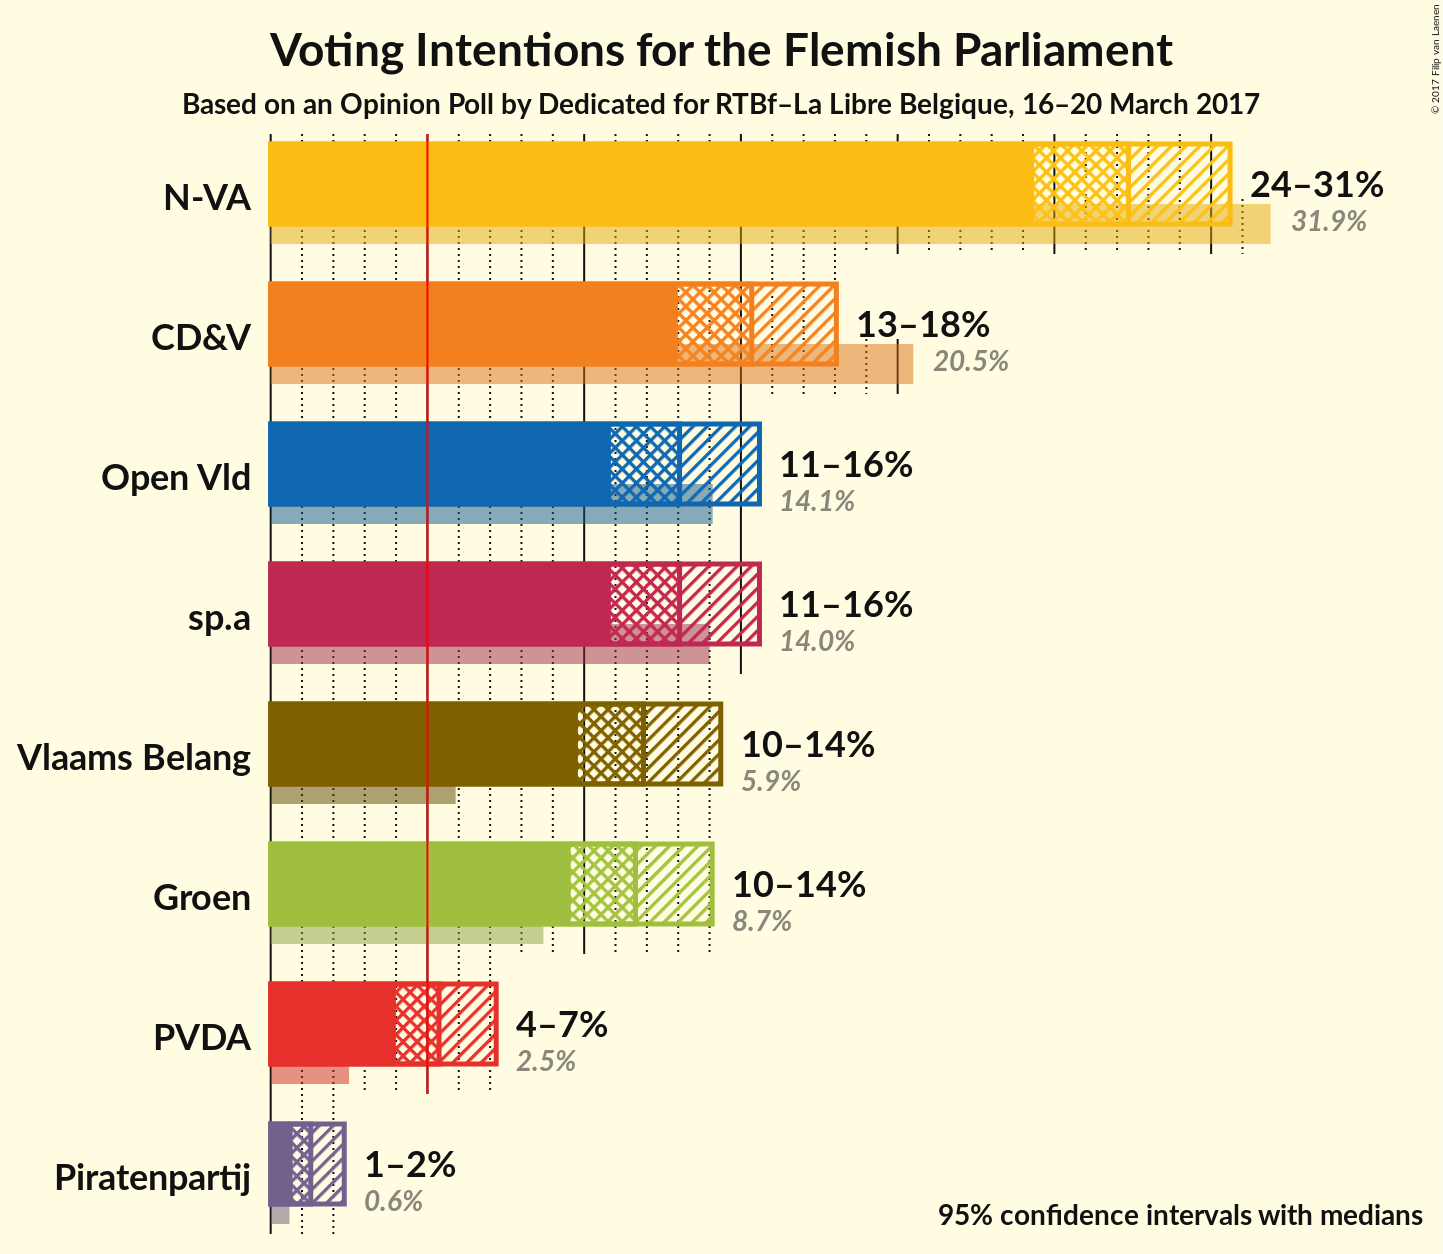 Voting Intentions for the Flemish Parliament
Based on an Opinion Poll by Dedicated for RTBf–La Libre Belgique, 16–20 March 2017
© 2017 Filip van Laenen
N-VA
24–31%
31.9%
CD&V
13–18%
20.5%
Open Vld
11–16%
14.1%
sp.a
11–16%
14.0%
Vlaams Belang
10–14%
5.9%
Groen
10–14%
8.7%
PVDA
4–7%
2.5%
Piratenpartij
1–2%
0.6%
95% confidence intervals with medians